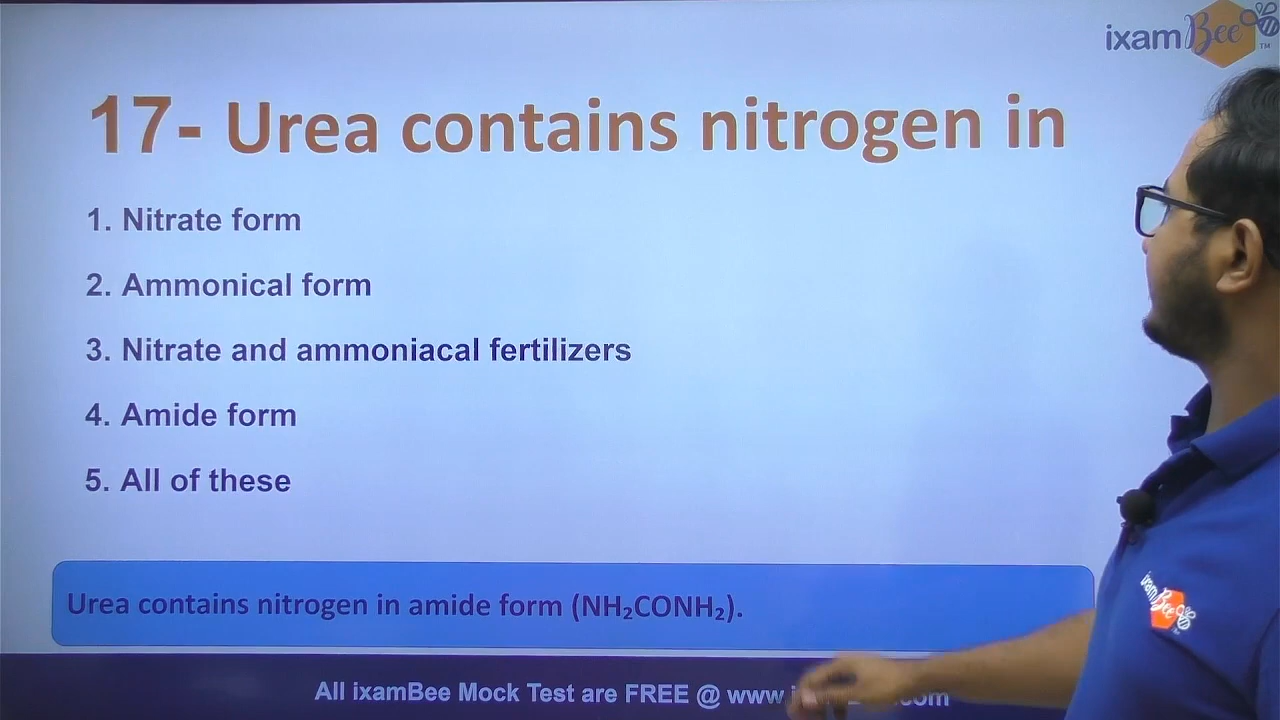 ixamBee™
17- Urea contains nitrogen in
1. Nitrate form
2. Ammonical form
3. Nitrate and ammoniacal fertilizers
4. Amide form
5. All of these
Urea contains nitrogen in amide form (NH₂CONH₂).
All ixamBee Mock Test are FREE @ www.
ixamBee